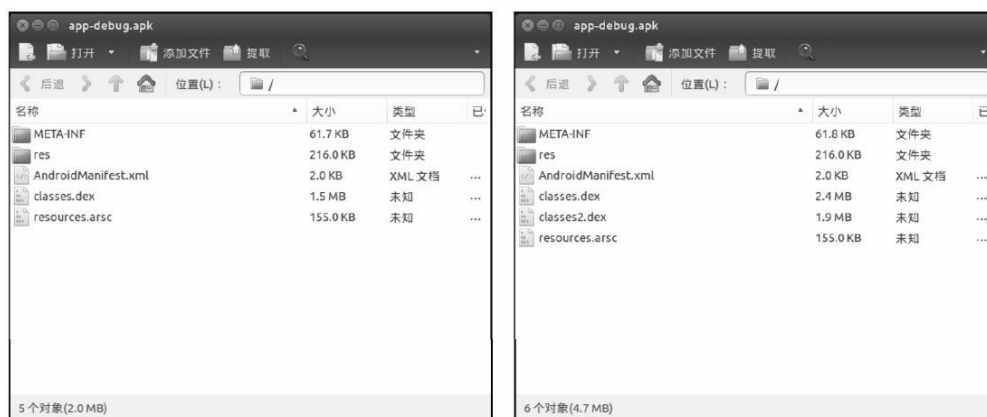 app-debug.apk
打开 添加文件 提取
后退 位置(L): /
名称 大小 类型
META-INF 61.7 KB 文件夹
res 216.0 KB 文件夹
AndroidManifest.xml 2.0 KB XML 文档 ...
classes.dex 1.5 MB 未知 ...
resources.arsc 155.0 KB 未知 ...
5 个对象(2.0 MB)
app-debug.apk
打开 添加文件 提取
后退 位置(L): /
名称 大小 类型
META-INF 61.8 KB 文件夹
res 216.0 KB 文件夹
AndroidManifest.xml 2.0 KB XML 文档 ...
classes.dex 2.4 MB 未知 ...
classes2.dex 1.9 MB 未知 ...
resources.arsc 155.0 KB 未知 ...
6 个对象(4.7 MB)